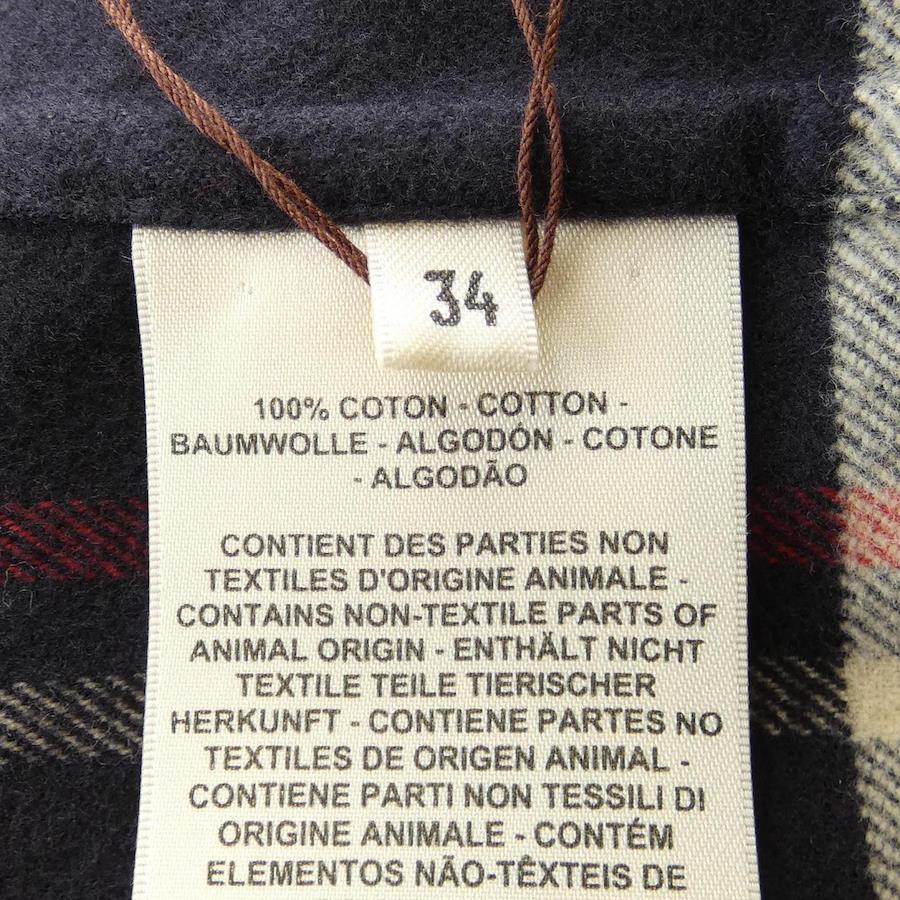 34
100% COTON - COTTON -
BAUMWOLLE - ALGODÓN - COTONE
- ALGODÃO
CONTIENT DES PARTIES NON
TEXTILES D'ORIGINE ANIMALE -
CONTAINS NON-TEXTILE PARTS OF
ANIMAL ORIGIN - ENTHÄLT NICHT
TEXTILE TEILE TIERISCHER
HERKUNFT - CONTIENE PARTES NO
TEXTILES DE ORIGEN ANIMAL -
CONTIENE PARTI NON TESSILI DI
ORIGINE ANIMALE - CONTÉM
ELEMENTOS NÃO-TÊXTEIS DE